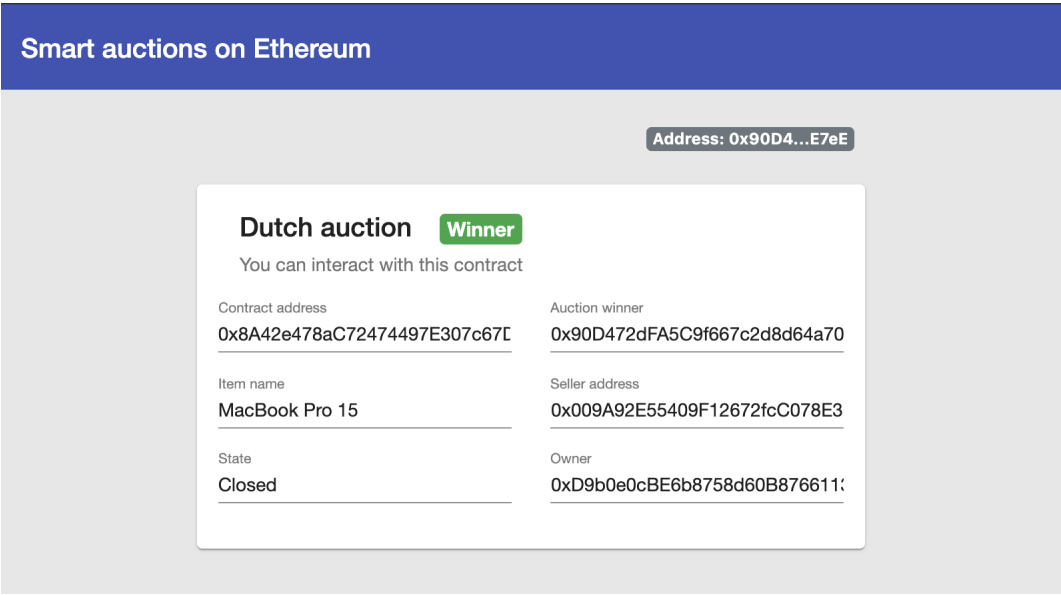 Smart auctions on Ethereum
Address: 0x90D4...E7eE
Dutch auction Winner
You can interact with this contract
Contract address
0x8A42e478aC72474497E307c67D
Auction winner
0x90D472dFA5C9f667c2d8d64a70
Item name
MacBook Pro 15
Seller address
0x009A92E55409F12672fcC078E3
State
Closed
Owner
0xD9b0e0cBE6b8758d60B8766113